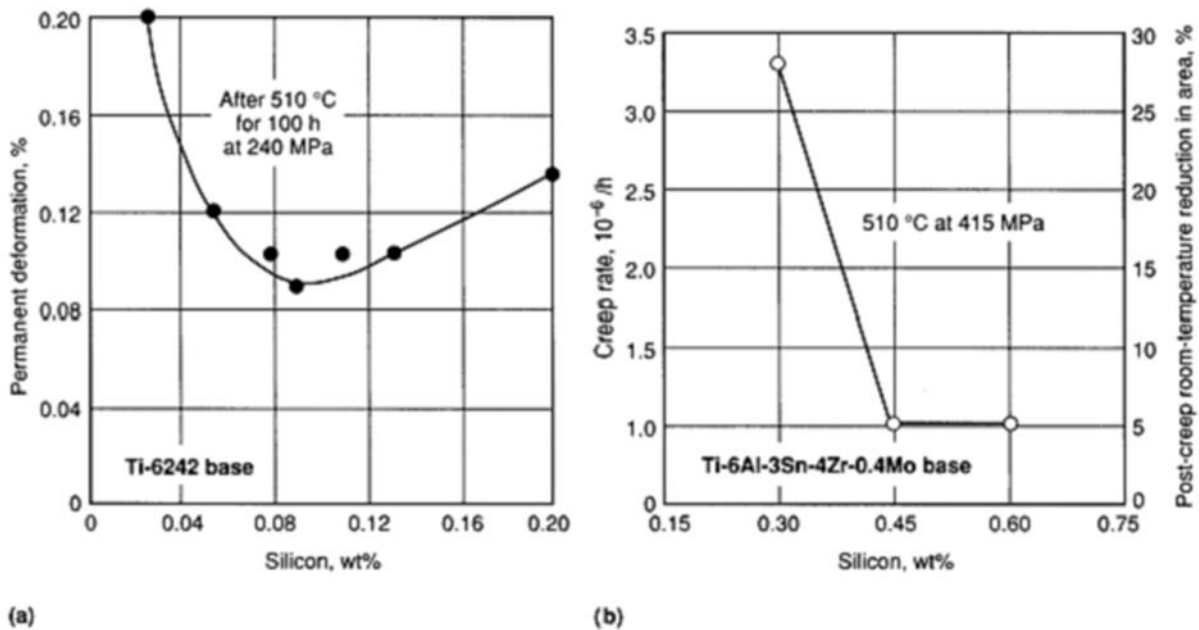 0.20
0.16
0.12
0.08
0.04
0
Permanent deformation, %
After 510 °C
for 100 h
at 240 MPa
Ti-6242 base
0 0.04 0.08 0.12 0.16 0.20
Silicon, wt%
(a)
3.5
3.0
2.5
2.0
1.5
1.0
0
Creep rate, 10⁻⁶/h
510 °C at 415 MPa
Ti-6Al-3Sn-4Zr-0.4Mo base
30
25
20
15
10
5
0
Post-creep room-temperature reduction in area, %
0.15 0.30 0.45 0.60 0.75
Silicon, wt%
(b)